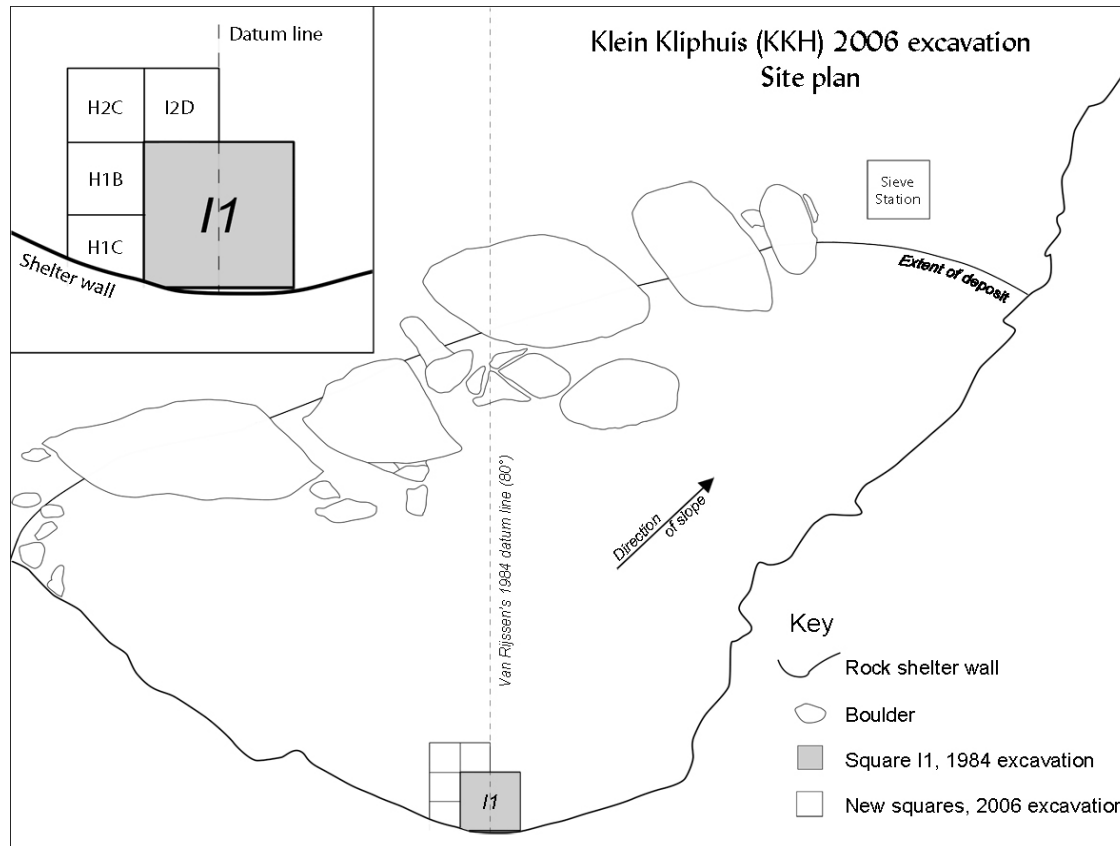 Klein Kliphuis (KKH) 2006 excavation
Site plan
Datum line
H2C
I2D
H1B
I1
H1C
Shelter wall
Sieve
Station
Extent of deposit
Van Rijssen's 1984 datum line (80°)
Direction
of slope
I1
Key
Rock shelter wall
Boulder
Square I1, 1984 excavation
New squares, 2006 excavation